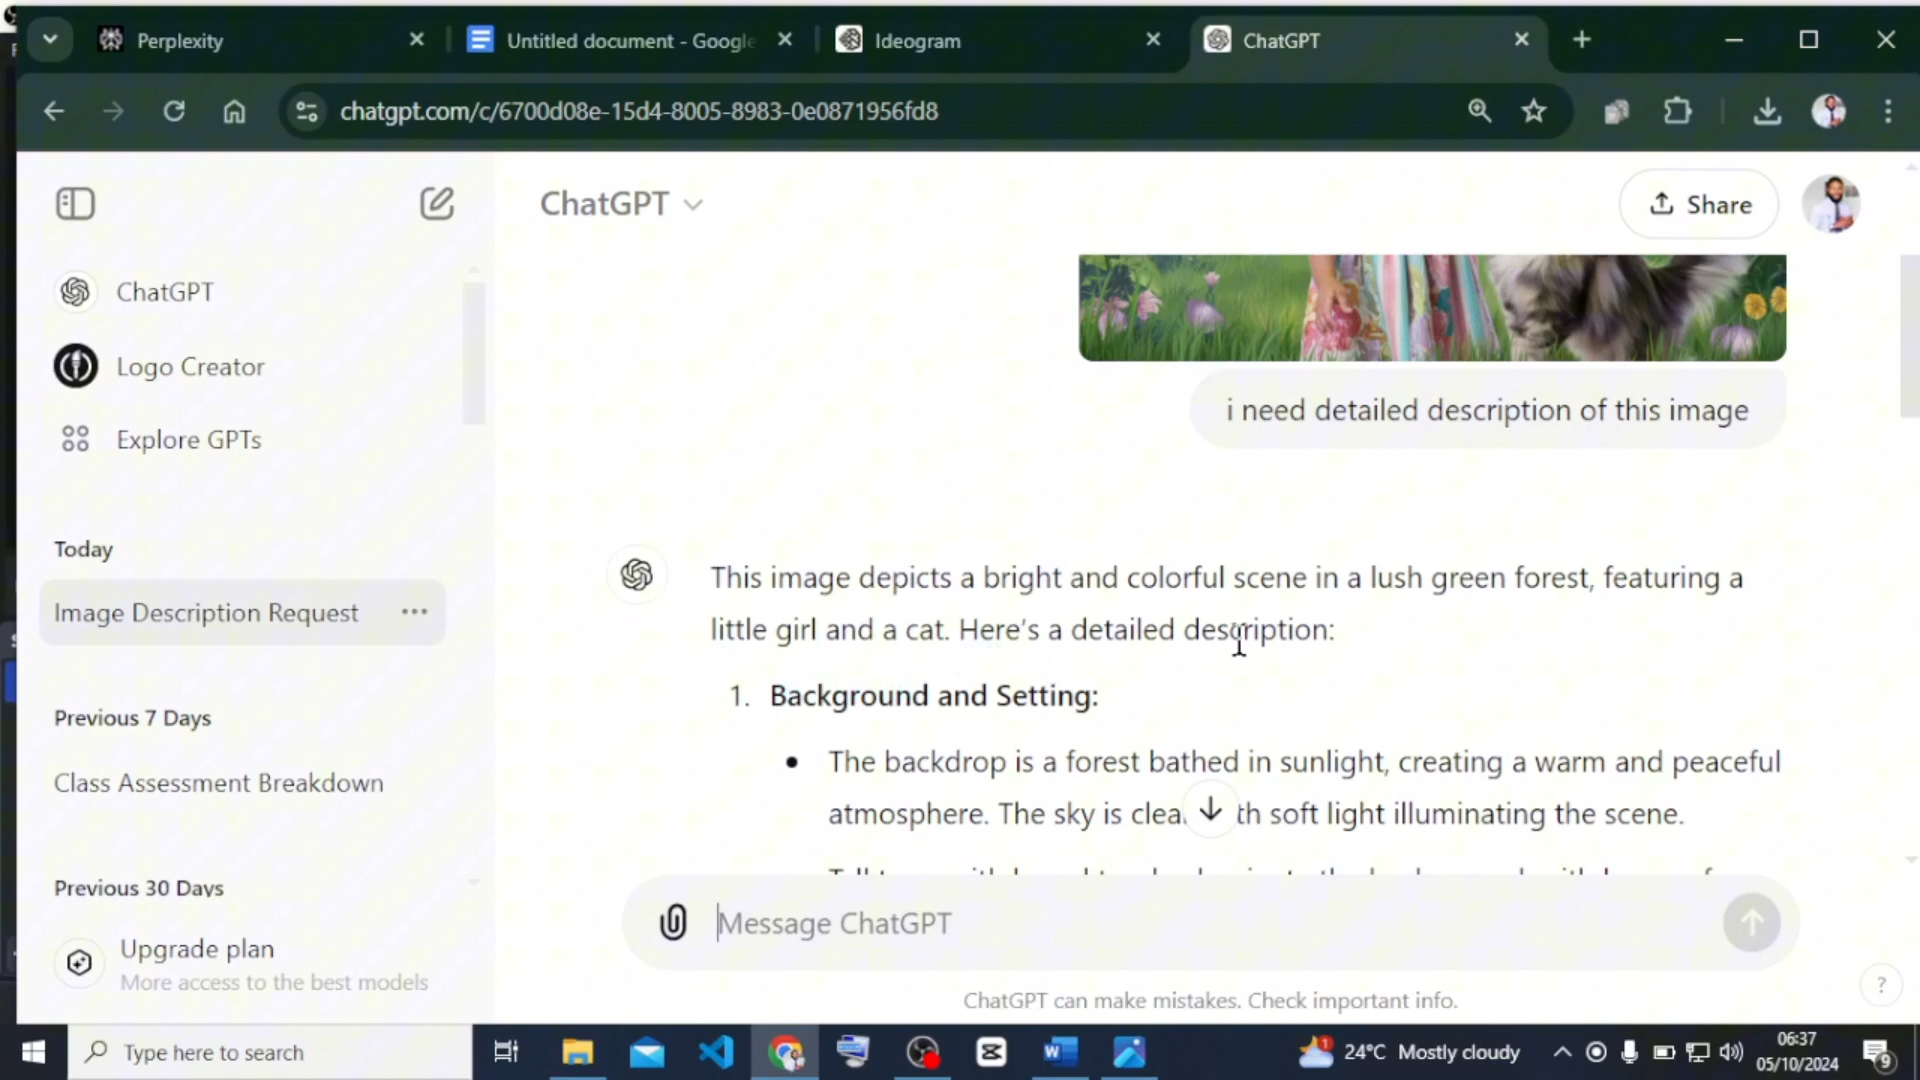 Perplexity
Untitled document - Google
Ideogram
ChatGPT
chatgpt.com/c/6700d08e-15d4-8005-8983-0e0871956fd8
ChatGPT
Share
ChatGPT
Logo Creator
Explore GPTs
Today
Image Description Request
Previous 7 Days
Class Assessment Breakdown
Previous 30 Days
Upgrade plan
More access to the best models
i need detailed description of this image
This image depicts a bright and colorful scene in a lush green forest, featuring a
little girl and a cat. Here's a detailed description:
1. Background and Setting:
• The backdrop is a forest bathed in sunlight, creating a warm and peaceful
atmosphere. The sky is clea th soft light illuminating the scene.
Message ChatGPT
ChatGPT can make mistakes. Check important info.
?
Type here to search
1
24°C Mostly cloudy
06:37
05/10/2024
9